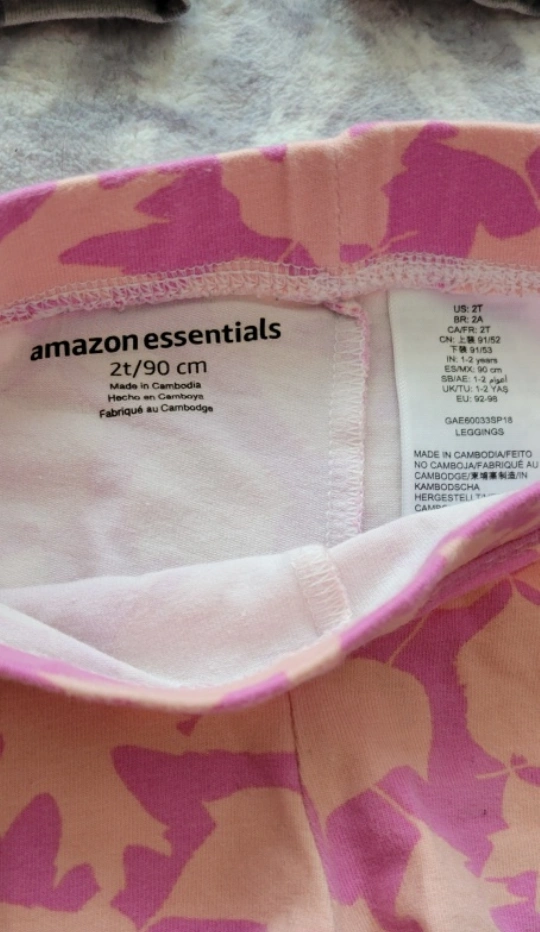 amazon essentials
2t/90 cm
Made in Cambodia
Hecho en Camboya
Fabriqué au Cambodge
US: 2T
BR: 2A
CA/FR: 2T
CN: 上装 91/52
下装 91/53
IN: 1-2 years
ES/MX: 90 cm
SB/AE: 1-2 أعوام
UK/TU: 1-2 YAŞ
EU: 92-98
GAE60033SP18
LEGGINGS
MADE IN CAMBODIA/FEITO
NO CAMBOJA/FABRIQUÉ AU
CAMBODGE/柬埔寨制造/IN
KAMBODSCHA
HERGESTELLT/